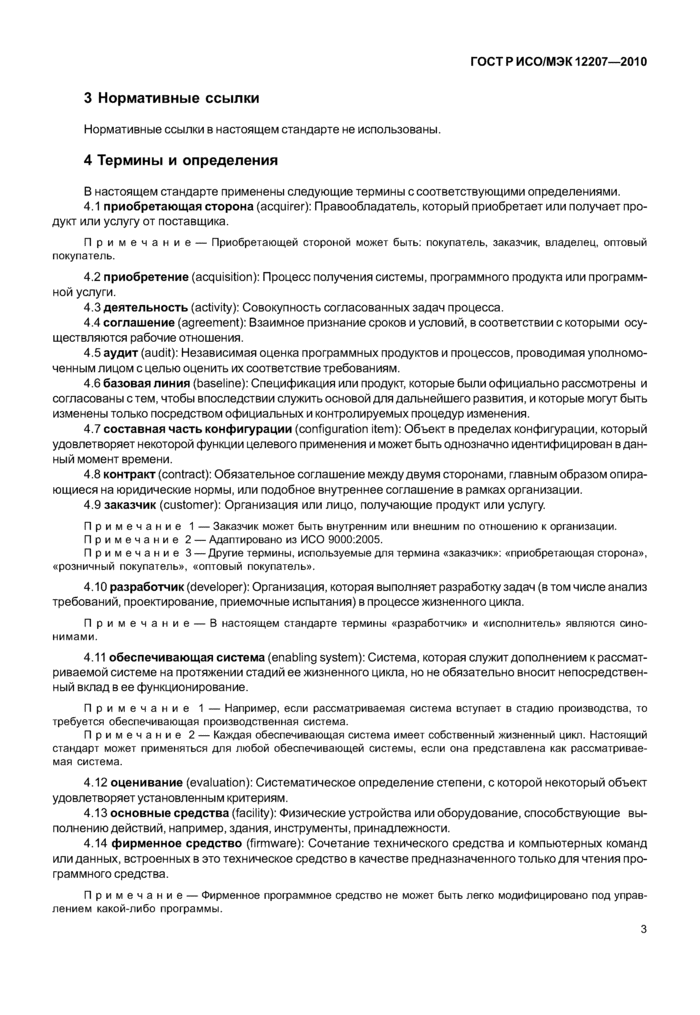 ГОСТ Р ИСО/МЭК 12207—2010
3 Нормативные ссылки
Нормативные ссылки в настоящем стандарте не использованы.
4 Термины и определения
В настоящем стандарте применены следующие термины с соответствующими определениями.
4.1 приобретающая сторона (acquirer): Правообладатель, который приобретает или получает про-
дукт или услугу от поставщика.
П р и м е ч а н и е — Приобретающей стороной может быть: покупатель, заказчик, владелец, оптовый
покупатель.
4.2 приобретение (acquisition): Процесс получения системы, программного продукта или программ-
ной услуги.
4.3 деятельность (activity): Совокупность согласованных задач процесса.
4.4 соглашение (agreement): Взаимное признание сроков и условий, в соответствии с которыми осу-
ществляются рабочие отношения.
4.5 аудит (audit): Независимая оценка программных продуктов и процессов, проводимая уполномо-
ченным лицом с целью оценить их соответствие требованиям.
4.6 базовая линия (baseline): Спецификация или продукт, которые были официально рассмотрены и
согласованы с тем, чтобы впоследствии служить основой для дальнейшего развития, и которые могут быть
изменены только посредством официальных и контролируемых процедур изменения.
4.7 составная часть конфигурации (configuration item): Объект в пределах конфигурации, который
удовлетворяет некоторой функции целевого применения и может быть однозначно идентифицирован в дан-
ный момент времени.
4.8 контракт (contract): Обязательное соглашение между двумя сторонами, главным образом опира-
ющиеся на юридические нормы, или подобное внутреннее соглашение в рамках организации.
4.9 заказчик (customer): Организация или лицо, получающие продукт или услугу.
П р и м е ч а н и е 1 — Заказчик может быть внутренним или внешним по отношению к организации.
П р и м е ч а н и е 2 — Адаптировано из ИСО 9000:2005.
П р и м е ч а н и е 3 — Другие термины, используемые для термина «заказчик»: «приобретающая сторона»,
«розничный покупатель», «оптовый покупатель».
4.10 разработчик (developer): Организация, которая выполняет разработку задач (в том числе анализ
требований, проектирование, приемочные испытания) в процессе жизненного цикла.
П р и м е ч а н и е — В настоящем стандарте термины «разработчик» и «исполнитель» являются сино-
нимами.
4.11 обеспечивающая система (enabling system): Система, которая служит дополнением к рассмат-
риваемой системе на протяжении стадий ее жизненного цикла, но не обязательно вносит непосредствен-
ный вклад в ее функционирование.
П р и м е ч а н и е 1 — Например, если рассматриваемая система вступает в стадию производства, то
требуется обеспечивающая производственная система.
П р и м е ч а н и е 2 — Каждая обеспечивающая система имеет собственный жизненный цикл. Настоящий
стандарт может применяться для любой обеспечивающей системы, если она представлена как рассматривае-
мая система.
4.12 оценивание (evaluation): Систематическое определение степени, с которой некоторый объект
удовлетворяет установленным критериям.
4.13 основные средства (facility): Физические устройства или оборудование, способствующие вы-
полнению действий, например, здания, инструменты, принадлежности.
4.14 фирменное средство (firmware): Сочетание технического средства и компьютерных команд
или данных, встроенных в это техническое средство в качестве предназначенного только для чтения про-
граммного средства.
П р и м е ч а н и е — Фирменное программное средство не может быть легко модифицировано под управ-
лением какой-либо программы.
3